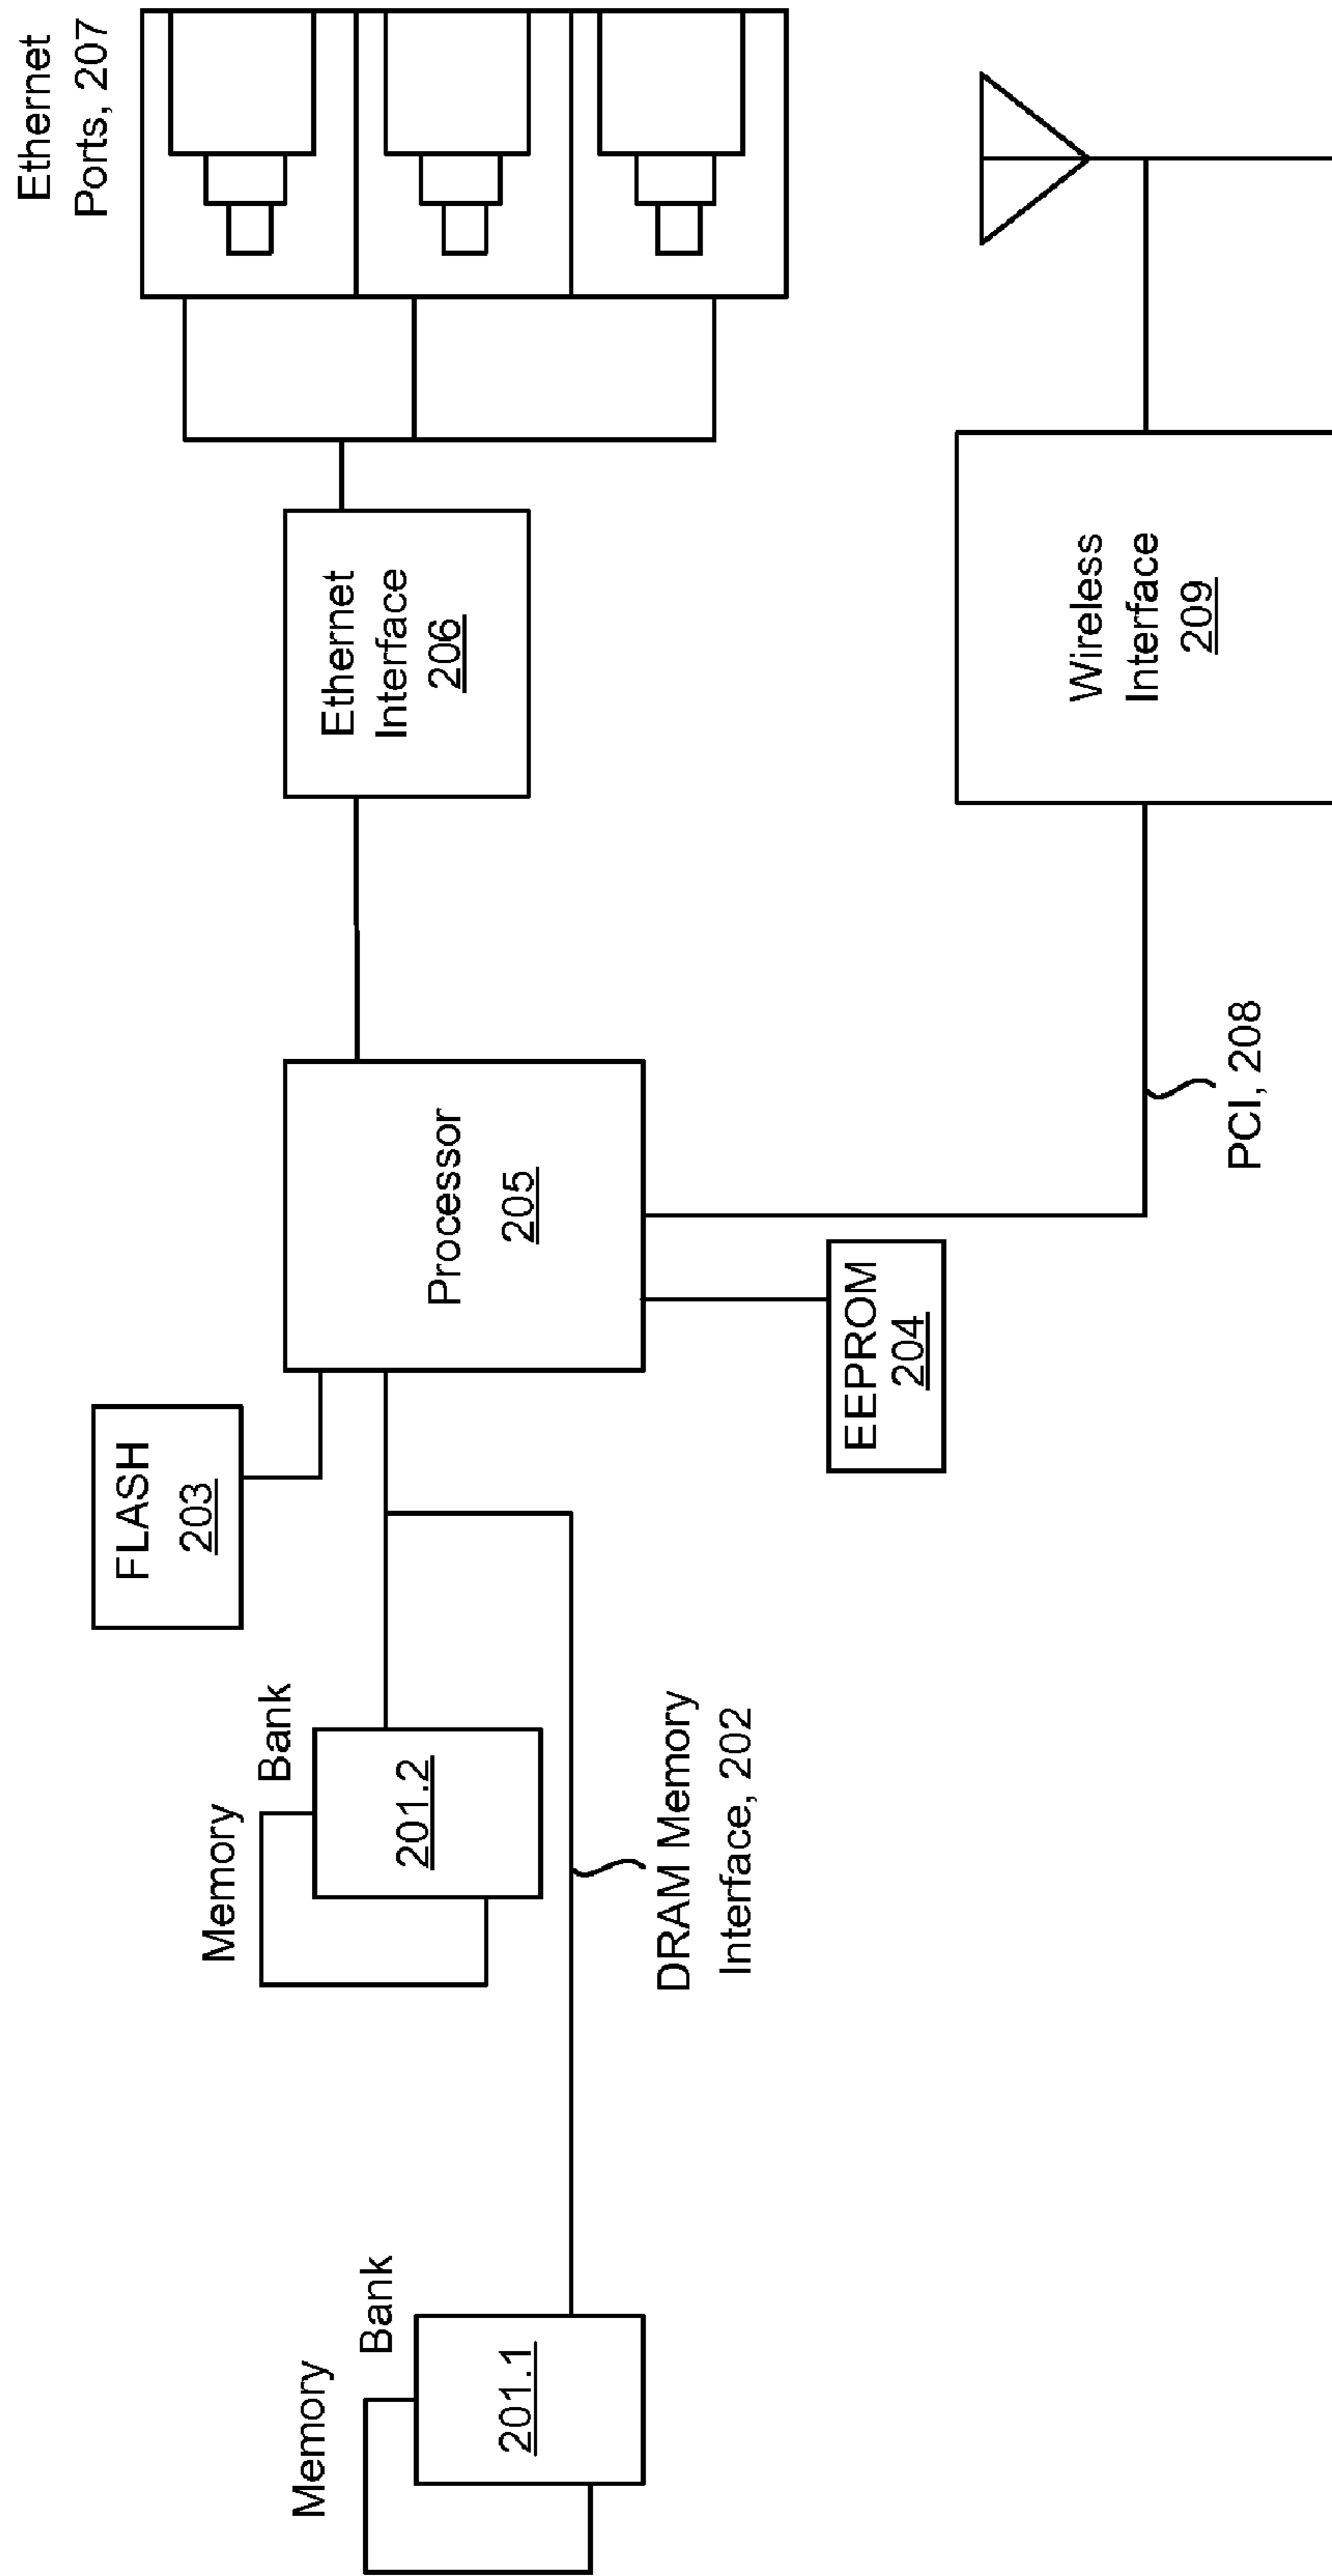 Memory
Bank
201.1
Memory
Bank
201.2
DRAM Memory
Interface, 202
FLASH
203
EEPROM
204
Processor
205
PCI, 208
Ethernet
Interface
206
Wireless
Interface
209
Ethernet
Ports, 207